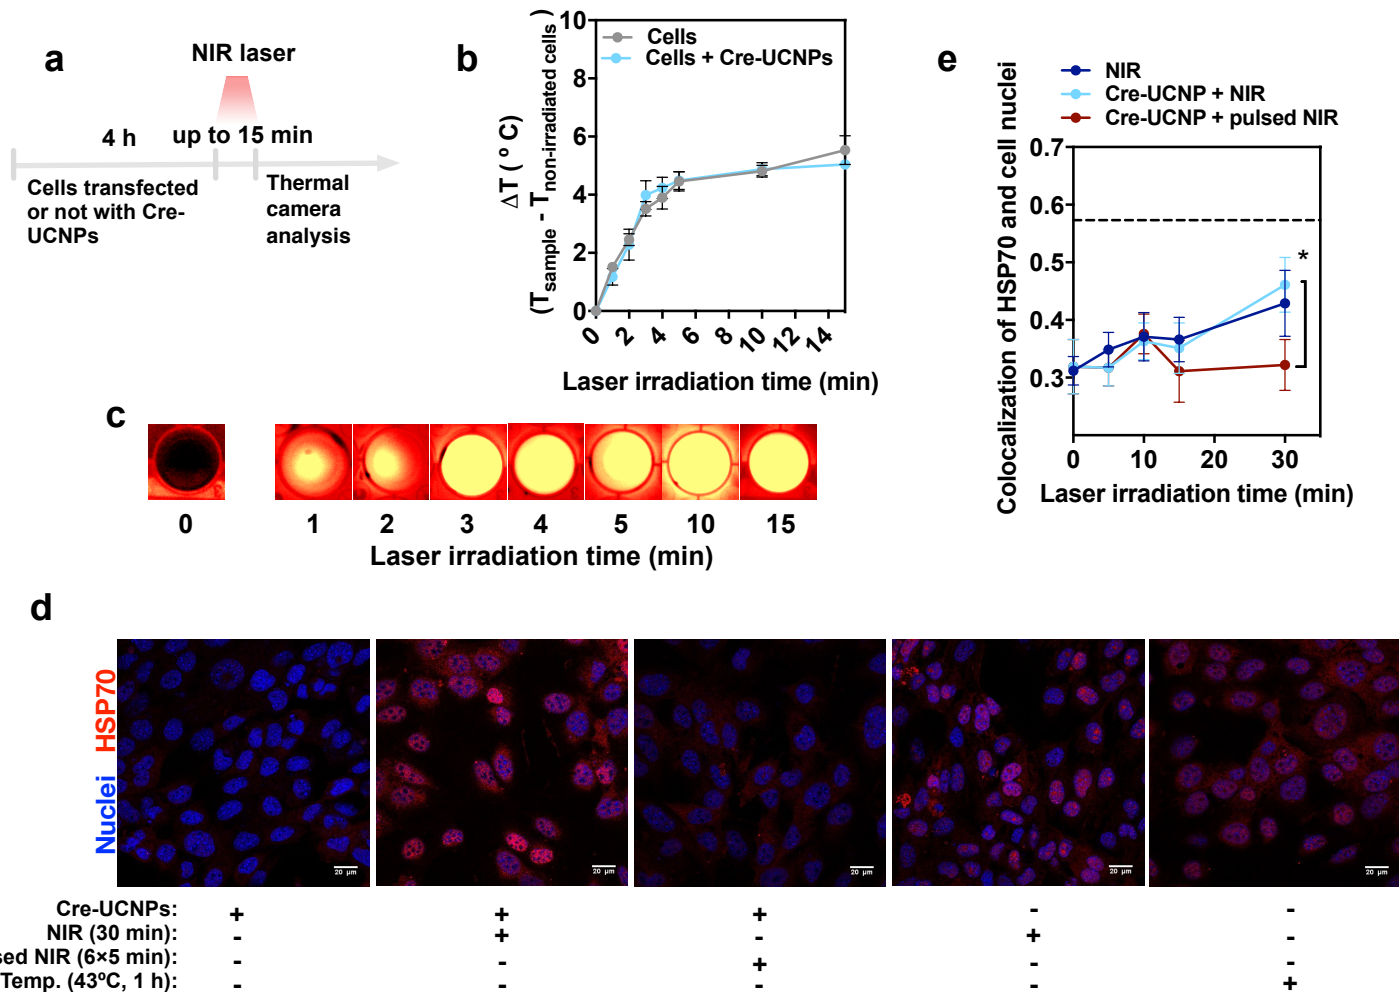 a
NIR laser
4 h
up to 15 min
Cells transfected
or not with Cre-
UCNPs
Thermal
camera
analysis
b
Cells
Cells + Cre-UCNPs
ΔT ( º C)
(Tsample - Tnon-irradiated cells)
10
8
6
4
2
0
0 2 4 6 8 10 12 14
Laser irradiation time (min)
c
0 1 2 3 4 5 10 15
Laser irradiation time (min)
e
NIR
Cre-UCNP + NIR
Cre-UCNP + pulsed NIR
Colocalization of HSP70 and cell nuclei
0.7
0.6
0.5
0.4
0.3
*
0 10 20 30
Laser irradiation time (min)
d
Nuclei HSP70
20 µm 20 µm 20 µm 20 µm 20 µm
Cre-UCNPs: + + + - -
NIR (30 min): - + - + -
sed NIR (6×5 min): - - + - -
Temp. (43ºC, 1 h): - - - - +